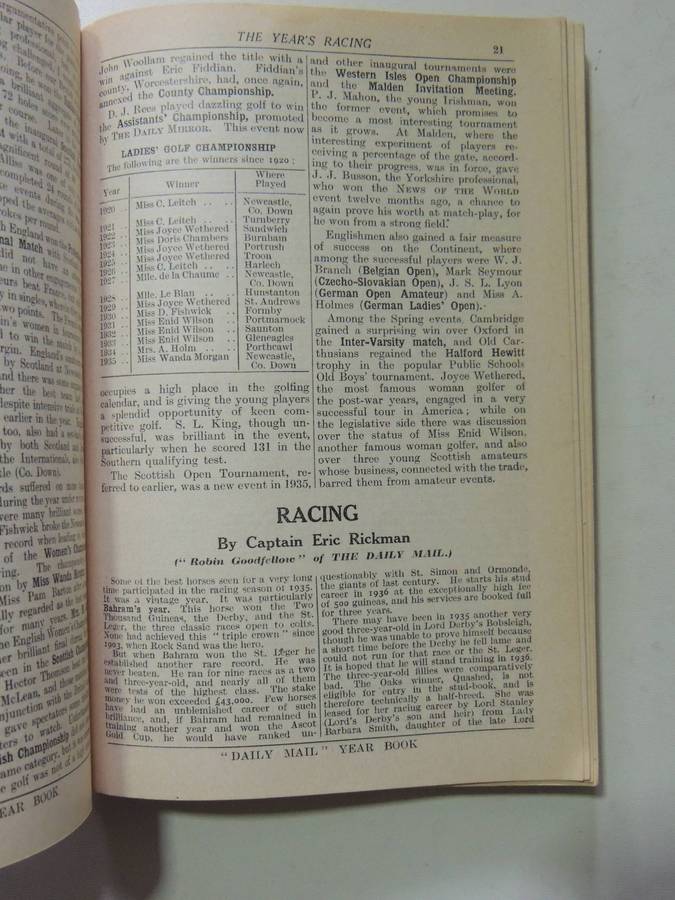 THE YEAR'S RACING
21
John Woollam regained the title with a
win against Eric Fiddian. Fiddian's
county, Worcestershire, had, once again,
annexed the County Championship.
D. J. Rees played dazzling golf to win
the Assistants' Championship, promoted
by THE DAILY MIRROR. This event now
LADIES' GOLF CHAMPIONSHIP
The following are the winners since 1920 :
Year Winner Where Played
1920 .. Miss C. Leitch .. .. Newcastle, Co. Down
1921 .. Miss C. Leitch .. .. Turnberry
1922 .. Miss Joyce Wethered Sandwich
1923 .. Miss Doris Chambers Burnham
1924 .. Miss Joyce Wethered Portrush
1925 .. Miss Joyce Wethered Troon
1926 .. Miss C. Leitch .. .. Harlech
1927 .. Mlle. de la Chaume .. Newcastle, Co. Down
1928 .. Mlle. Le Blan .. .. Hunstanton
1929 .. Miss Joyce Wethered St. Andrews
1930 .. Miss D. Fishwick .. Formby
1931 .. Miss Enid Wilson .. Portmarnock
1932 .. Miss Enid Wilson .. Saunton
1933 .. Miss Enid Wilson .. Gleneagles
1934 .. Mrs. A. Holm .. .. Porthcawl
1935 .. Miss Wanda Morgan Newcastle, Co. Down
occupies a high place in the golfing
calendar, and is giving the young players
a splendid opportunity of keen com-
petitive golf. S. L. King, though un-
successful, was brilliant in the event,
particularly when he scored 131 in the
Southern qualifying test.
The Scottish Open Tournament, re-
ferred to earlier, was a new event in 1935,
and other inaugural tournaments were
the Western Isles Open Championship
and the Malden Invitation Meeting.
P. J. Mahon, the young Irishman, won
the former event, which promises to
become a most interesting tournament
as it grows. At Malden, where the
interesting experiment of players re-
ceiving a percentage of the gate, accord-
ing to their progress, was in force, gave
J. J. Busson, the Yorkshire professional,
who won the NEWS OF THE WORLD
event twelve months ago, a chance to
again prove his worth at match-play, for
he won from a strong field.
Englishmen also gained a fair measure
of success on the Continent, where
among the successful players were W. J.
Branch (Belgian Open), Mark Seymour
(Czecho-Slovakian Open), J. S. L. Lyon
(German Open Amateur) and Miss A.
Holmes (German Ladies' Open).
Among the Spring events, Cambridge
gained a surprising win over Oxford in
the Inter-Varsity match, and Old Car-
thusians regained the Halford Hewitt
trophy in the popular Public Schools
Old Boys' tournament. Joyce Wethered,
the most famous woman golfer of
the post-war years, engaged in a very
successful tour in America ; while on
the legislative side there was discussion
over the status of Miss Enid Wilson,
another famous woman golfer, and also
over three young Scottish amateurs
whose business, connected with the trade,
barred them from amateur events.
RACING
By Captain Eric Rickman
(" Robin Goodfellow " of THE DAILY MAIL.)
Some of the best horses seen for a very long
time participated in the racing season of 1935.
It was a vintage year. It was particularly
Bahram's year. This horse won the Two
Thousand Guineas, the Derby, and the St.
Leger, the three classic races open to colts.
None had achieved this " triple crown " since
1903, when Rock Sand was the hero.
But when Bahram won the St. Leger he
established another rare record. He was
never beaten. He ran for nine races as a two
and three-year-old, and nearly all of them
were tests of the highest class. The stake
money he won exceeded £43,000. Few horses
have had an unblemished career of such
brilliance, and, if Bahram had remained in
training another year and won the Ascot
Gold Cup, he would have ranked un-
questionably with St. Simon and Ormonde,
the giants of last century. He starts his stud
career in 1936 at the exceptionally high fee
of 500 guineas, and his services are booked full
for three years.
There may have been in 1935 another very
good three-year-old in Lord Derby's Bobsleigh,
though he was unable to prove himself because
a short time before the Derby he fell lame and
could not run for that race or the St. Leger.
It is hoped that he will stand training in 1936.
The three-year-old fillies were comparatively
bad. The Oaks winner, Quashed, is not
eligible for entry in the stud-book, and is
therefore technically a half-breed. She was
leased for her racing career by Lord Stanley
(Lord Derby's son and heir) from Lady
Barbara Smith, daughter of the late Lord
"DAILY MAIL" YEAR BOOK